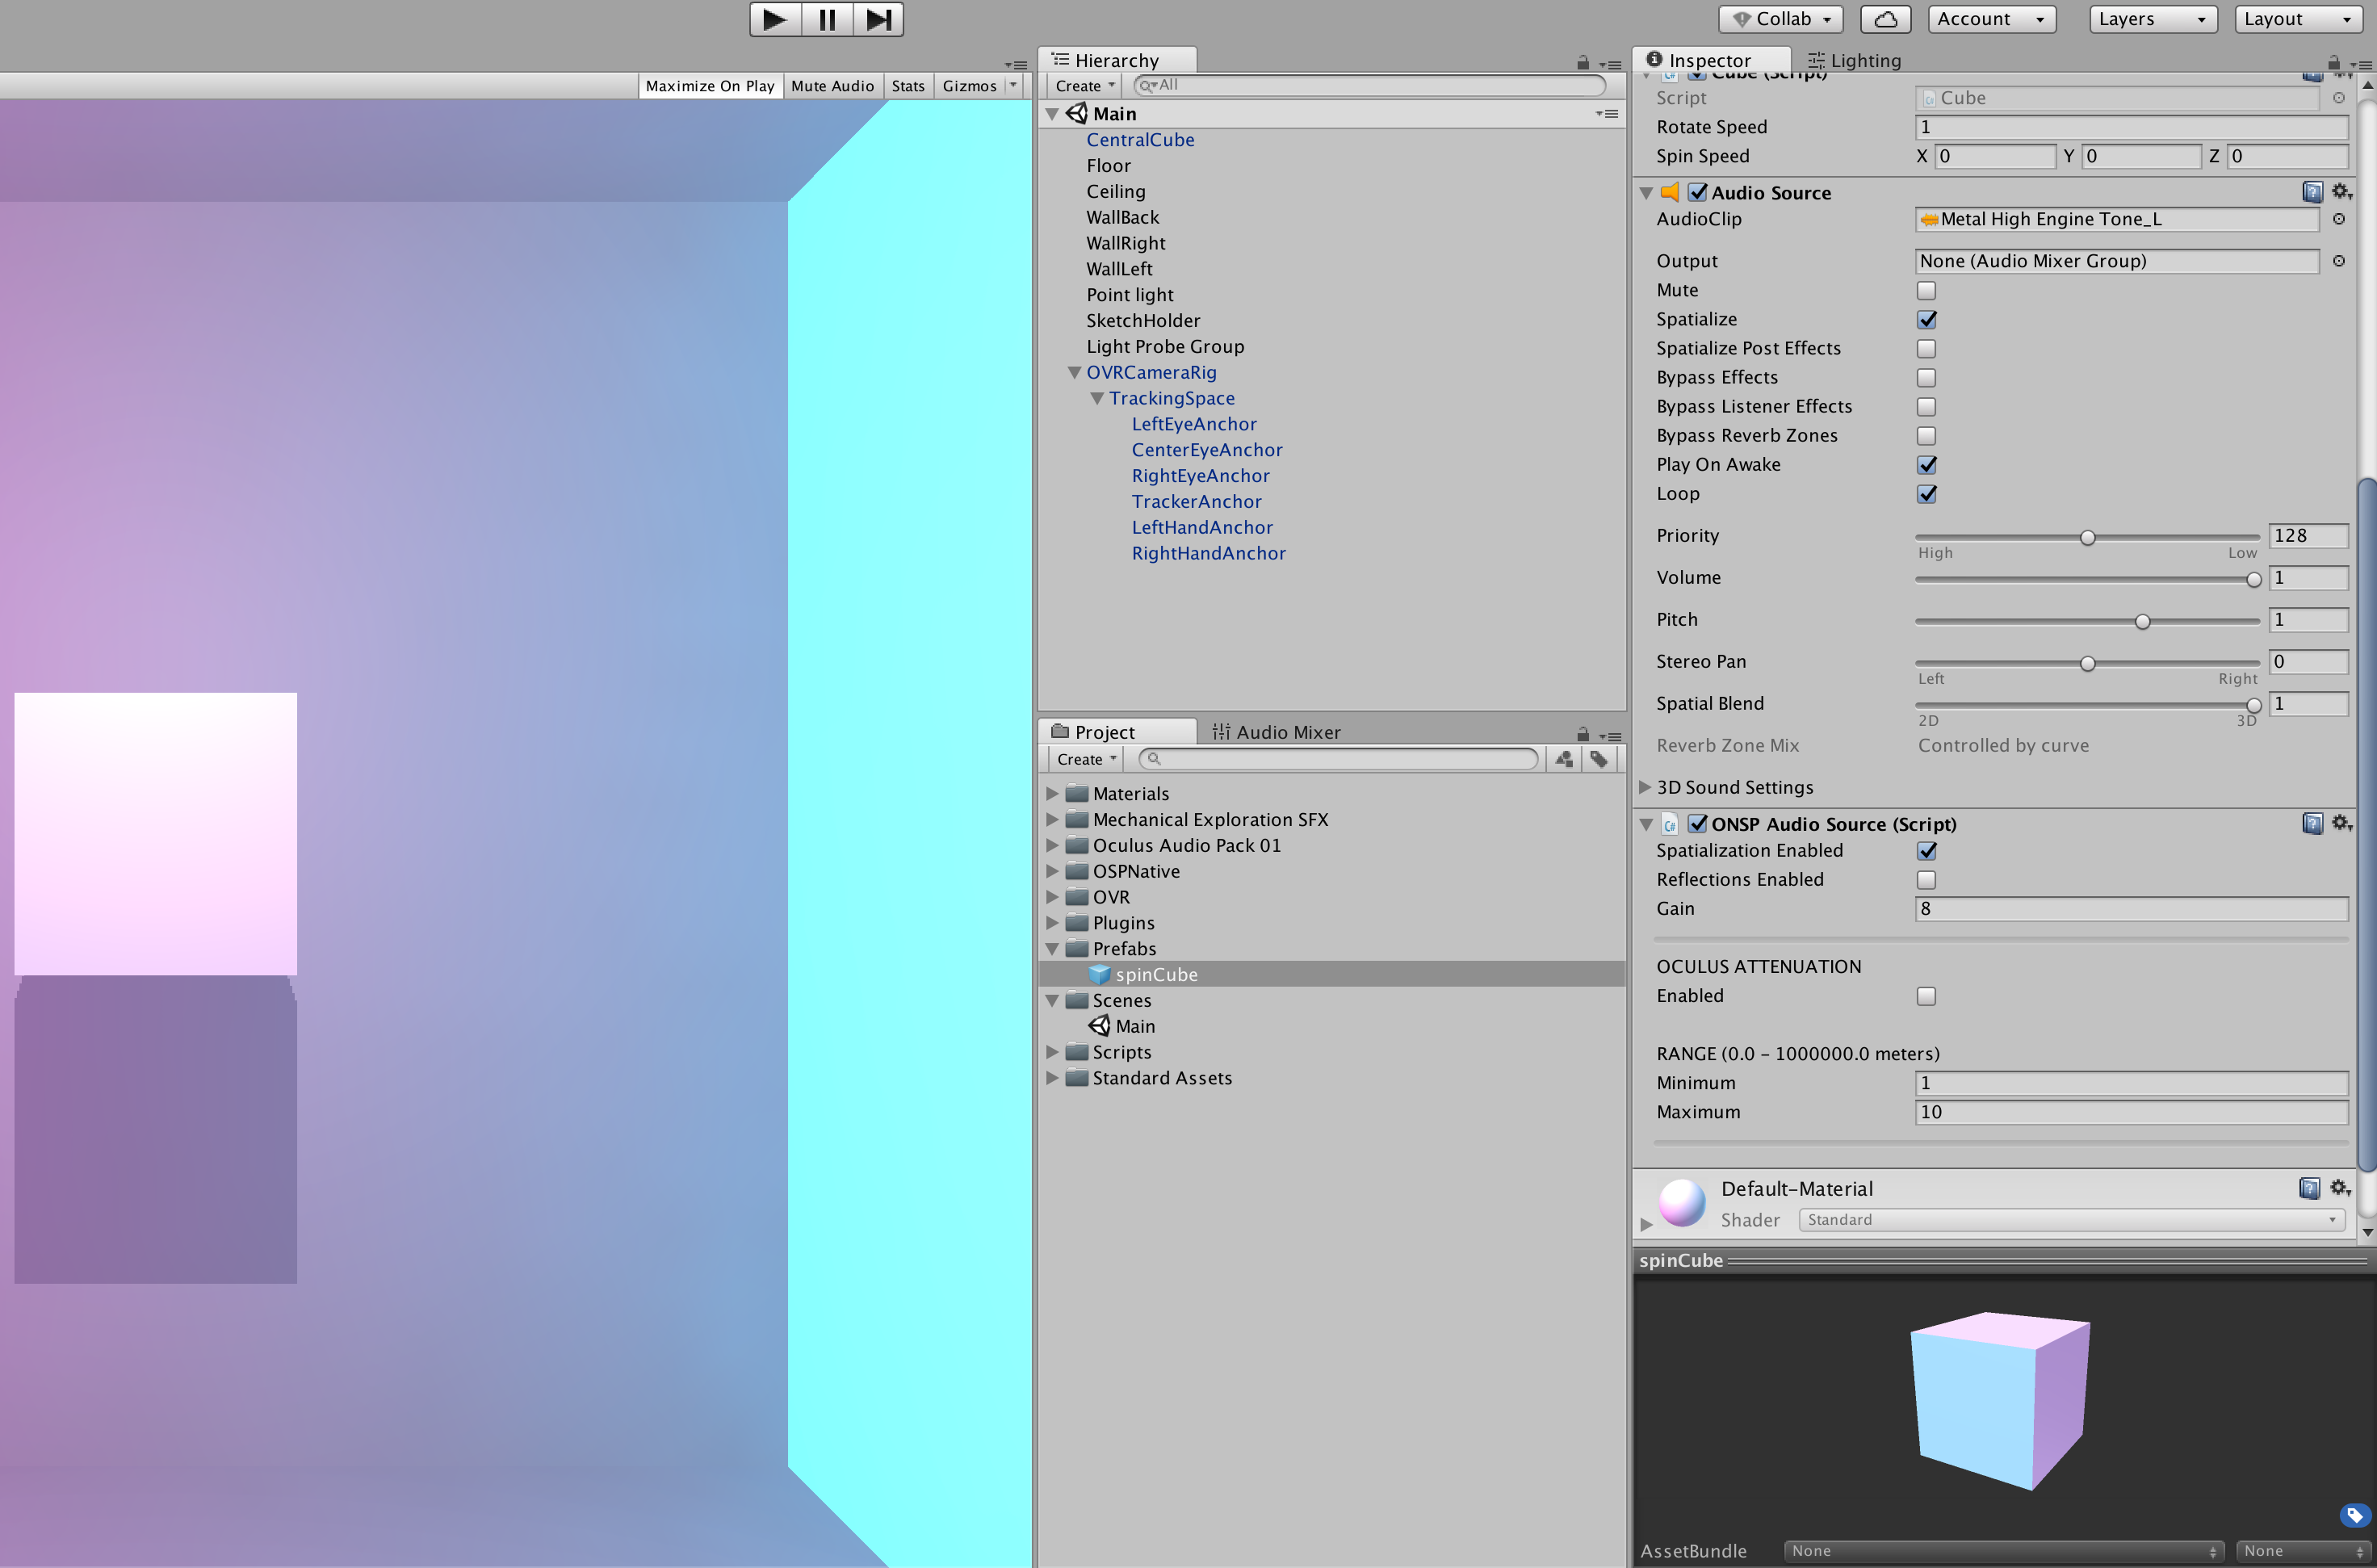 Collab
Account
Layers
Layout
Maximize On Play
Mute Audio
Stats
Gizmos
Hierarchy
Create
All
Main
CentralCube
Floor
Ceiling
WallBack
WallRight
WallLeft
Point light
SketchHolder
Light Probe Group
OVRCameraRig
TrackingSpace
LeftEyeAnchor
CenterEyeAnchor
RightEyeAnchor
TrackerAnchor
LeftHandAnchor
RightHandAnchor
Project
Audio Mixer
Create
Materials
Mechanical Exploration SFX
Oculus Audio Pack 01
OSPNative
OVR
Plugins
Prefabs
spinCube
Scenes
Main
Scripts
Standard Assets
Inspector
Lighting
Cube (Script)
Script Cube
Rotate Speed 1
Spin Speed X 0 Y 0 Z 0
Audio Source
AudioClip Metal High Engine Tone_L
Output None (Audio Mixer Group)
Mute
Spatialize
Spatialize Post Effects
Bypass Effects
Bypass Listener Effects
Bypass Reverb Zones
Play On Awake
Loop
Priority 128
High Low
Volume 1
Pitch 1
Stereo Pan 0
Left Right
Spatial Blend 1
2D 3D
Reverb Zone Mix Controlled by curve
3D Sound Settings
C# ONSP Audio Source (Script)
Spatialization Enabled
Reflections Enabled
Gain 8
OCULUS ATTENUATION
Enabled
RANGE (0.0 – 1000000.0 meters)
Minimum 1
Maximum 10
Default-Material
Shader Standard
spinCube
AssetBundle None None